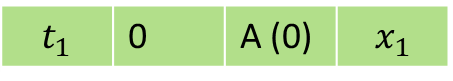 t₁ 0 A (0) x₁